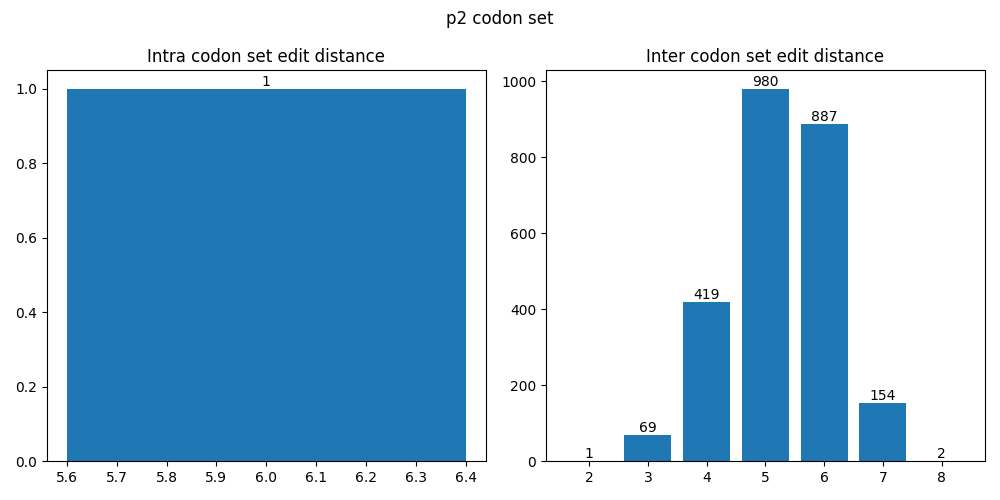 p2 codon set
Intra codon set edit distance
1
1.0
0.8
0.6
0.4
0.2
0.0
5.6 5.7 5.8 5.9 6.0 6.1 6.2 6.3 6.4
Inter codon set edit distance
1000
800
600
400
200
0
1 69 419 980 887 154 2
2 3 4 5 6 7 8